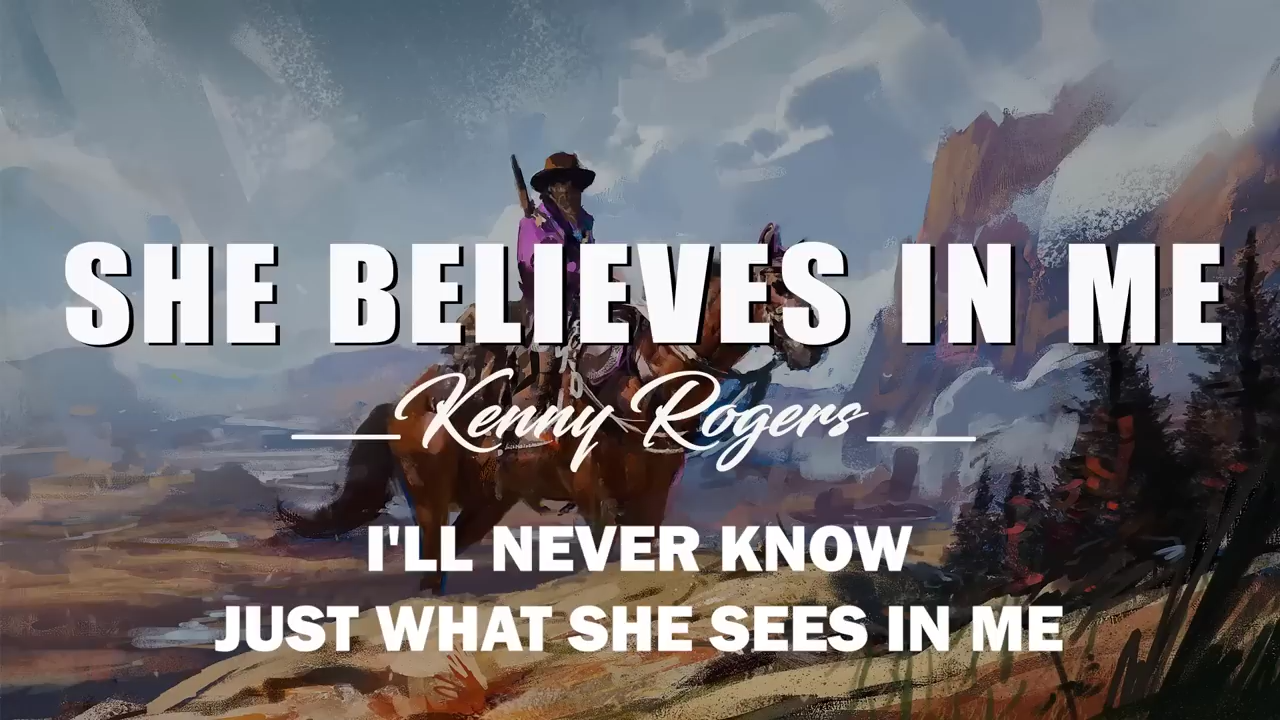 SHE BELIEVES IN ME
Kenny Rogers
I'LL NEVER KNOW
JUST WHAT SHE SEES IN ME